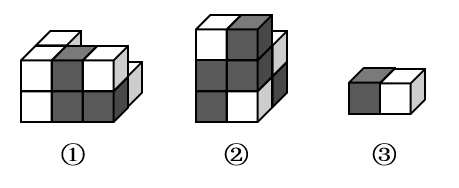 ① ② ③